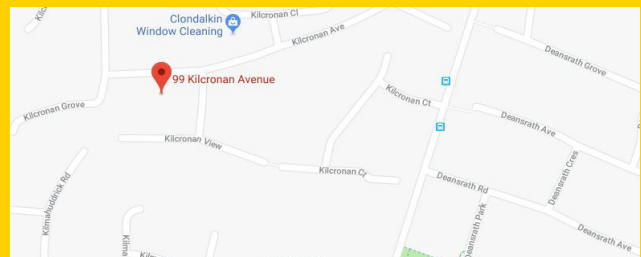 Kilcronan Cl
Clondalkin
Window Cleaning
Kilcronan Ave
Deansrath Grove
99 Kilcronan Avenue
Kilcronan Grove
Kilcronan Ct
Deansrath Ave
Kilcronan View
Kilcronan Cr
Kilmahuddrick Rd
Deansrath Rd
Deansrath Cres
Deansrath Park
Deansrath Ave